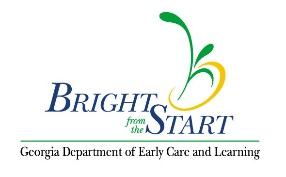 BRIGHT
from the START
Georgia Department of Early Care and Learning